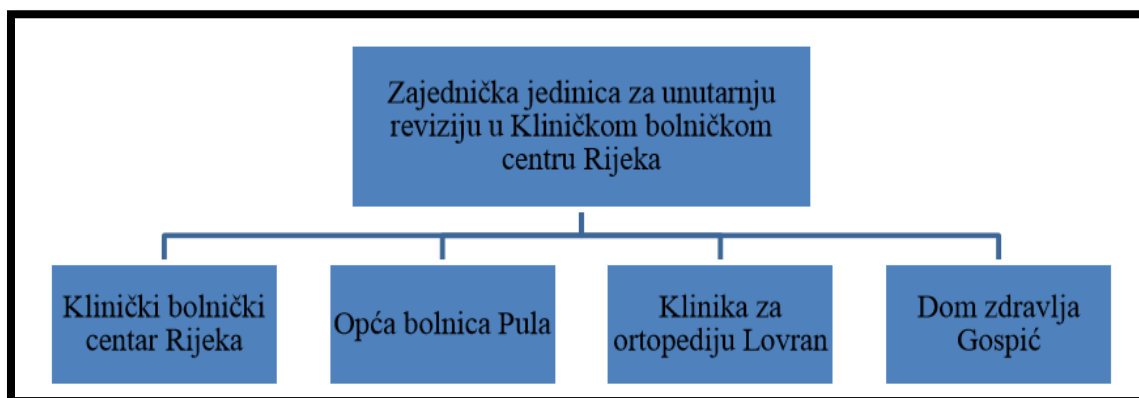 Zajednička jedinica za unutarnju
reviziju u Kliničkom bolničkom
centru Rijeka
Klinički bolnički
centar Rijeka
Opća bolnica Pula
Klinika za
ortopediju Lovran
Dom zdravlja
Gospić